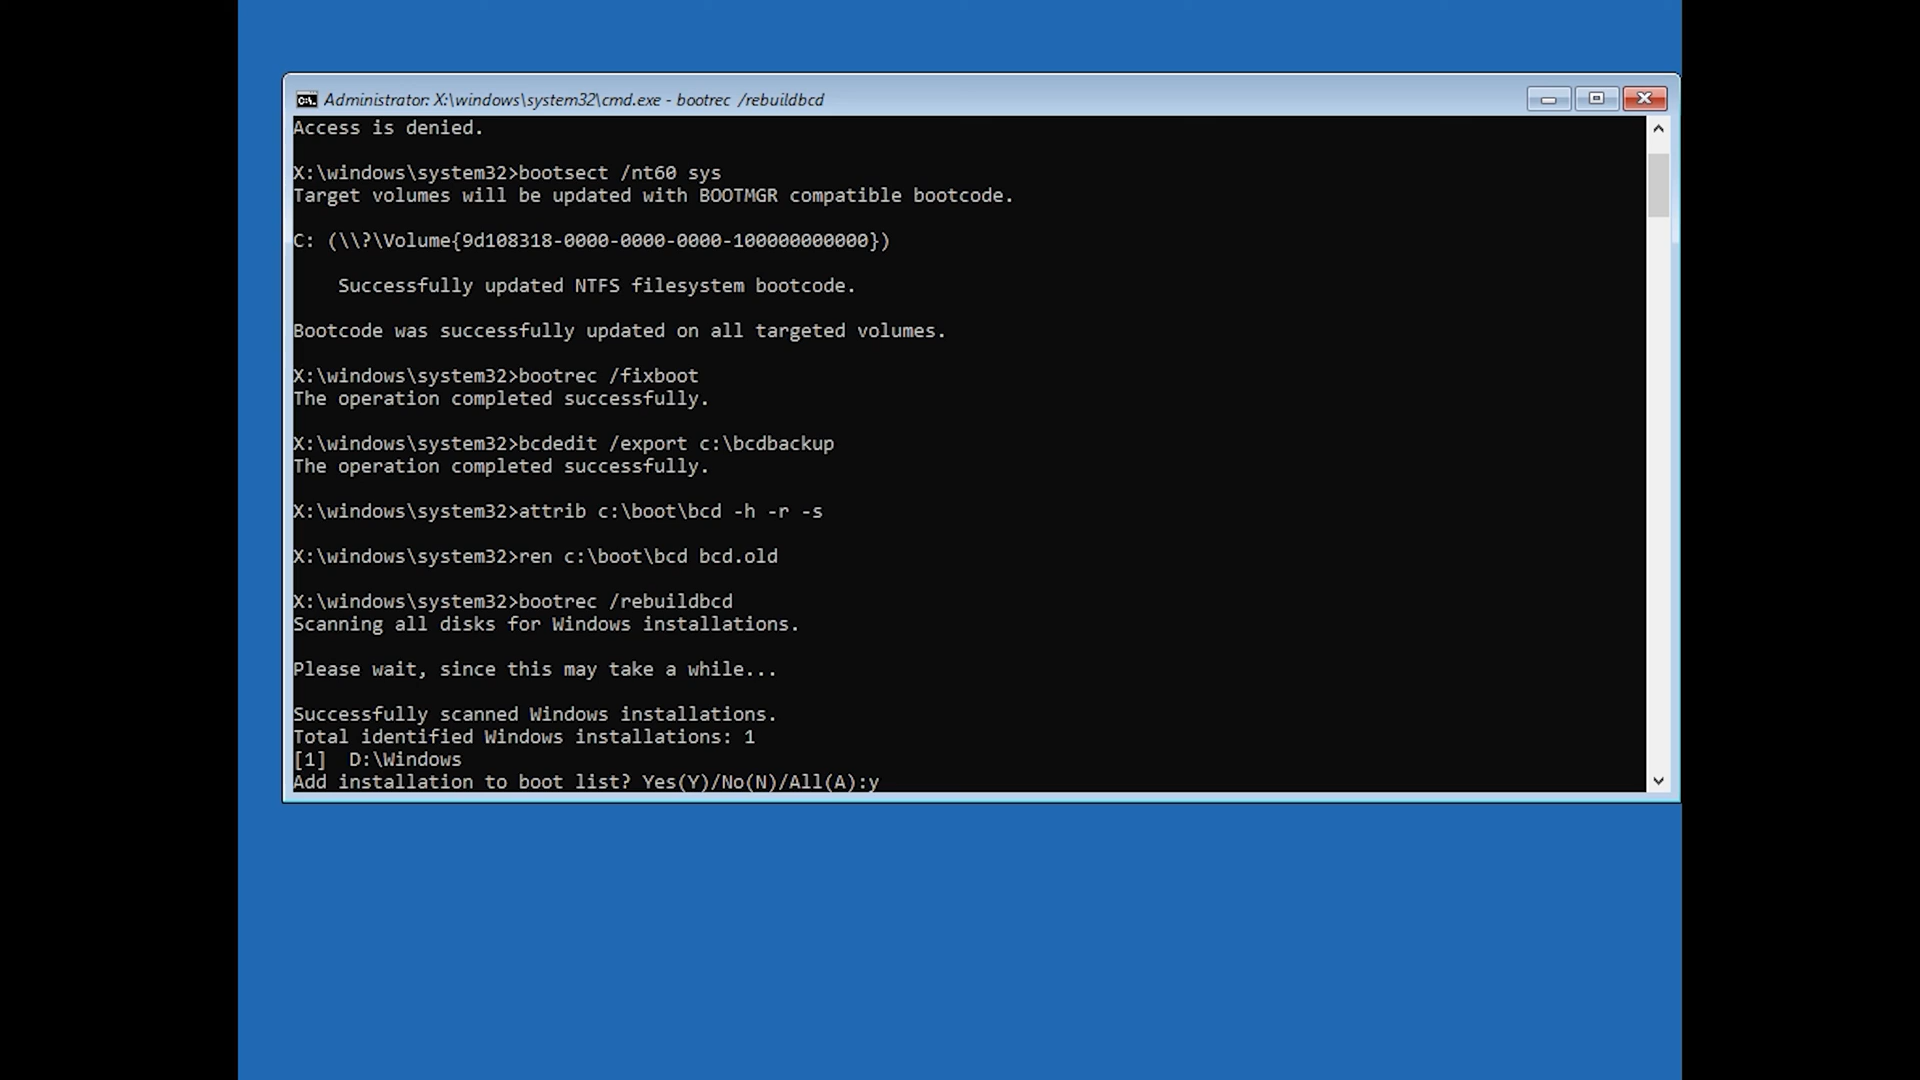 Administrator: X:\windows\system32\cmd.exe - bootrec /rebuildbcd
Access is denied.
X:\windows\system32>bootsect /nt60 sys
Target volumes will be updated with BOOTMGR compatible bootcode.
C: (\\?\Volume{9d108318-0000-0000-0000-100000000000})
Successfully updated NTFS filesystem bootcode.
Bootcode was successfully updated on all targeted volumes.
X:\windows\system32>bootrec /fixboot
The operation completed successfully.
X:\windows\system32>bcdedit /export c:\bcdbackup
The operation completed successfully.
X:\windows\system32>attrib c:\boot\bcd -h -r -s
X:\windows\system32>ren c:\boot\bcd bcd.old
X:\windows\system32>bootrec /rebuildbcd
Scanning all disks for Windows installations.
Please wait, since this may take a while...
Successfully scanned Windows installations.
Total identified Windows installations: 1
[1]  D:\Windows
Add installation to boot list? Yes(Y)/No(N)/All(A):y